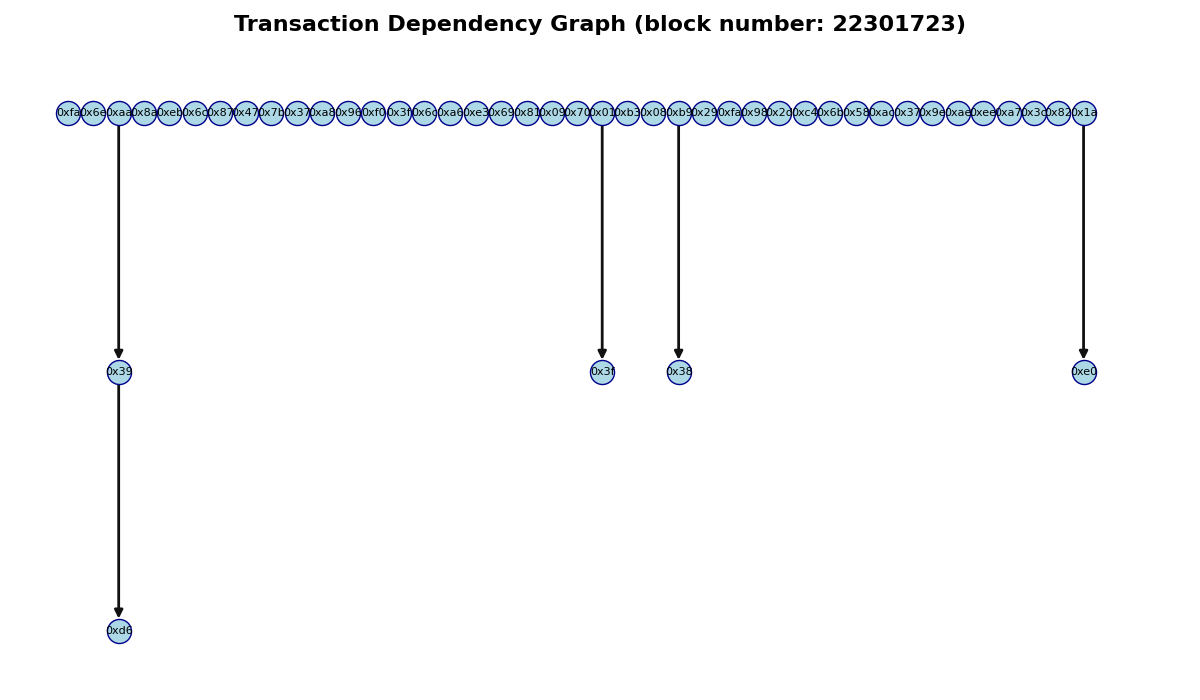 Transaction Dependency Graph (block number: 22301723)
0xfa 0x6e 0xaa 0x8a 0xeb 0x6c 0x87 0x47 0x7b 0x37 0xa8 0x96 0xf0 0x3f 0x6c 0xa6 0xe3 0x69 0x81 0x09 0x70 0x01 0xb3 0x08 0xb9 0x29 0xfa 0x98 0x2c 0xc4 0x6b 0x58 0xac 0x37 0x9e 0xae 0xee 0xa7 0x3c 0x82 0x1a
0x39 0x3f 0x38 0xe0
0xd6